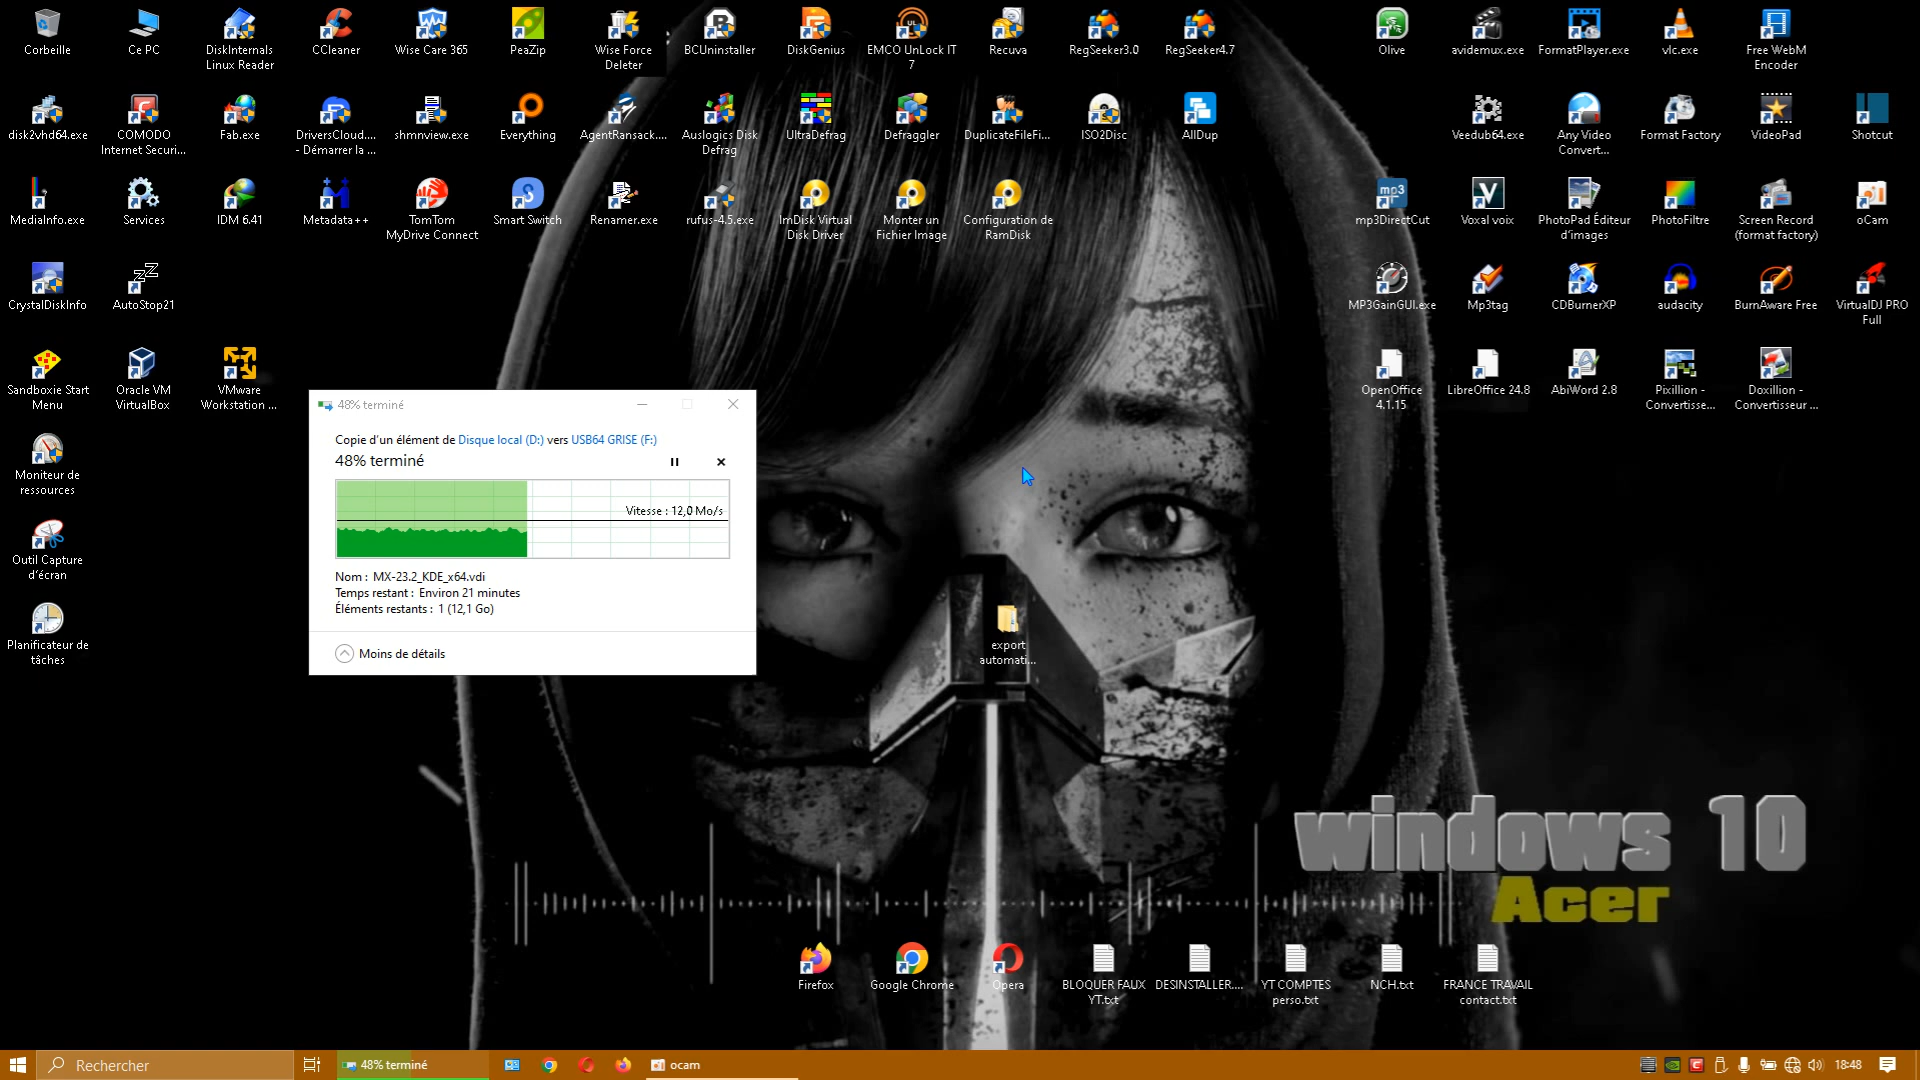 Corbeille
Ce PC
DiskInternals
Linux Reader
CCleaner
Wise Care 365
PeaZip
Wise Force
Deleter
BCUninstaller
DiskGenius
EMCO UnLock IT
7
Recuva
RegSeeker3.0
RegSeeker4.7
Olive
avidemux.exe
FormatPlayer.exe
vlc.exe
Free WebM
Encoder
disk2vhd64.exe
COMODO
Internet Securi...
Fab.exe
DriversCloud....
- Démarrer la ...
shmnview.exe
Everything
AgentRansack....
Auslogics Disk
Defrag
UltraDefrag
Defraggler
DuplicateFileFi...
ISO2Disc
AllDup
Veedub64.exe
Any Video
Convert...
Format Factory
VideoPad
Shotcut
MediaInfo.exe
Services
IDM 6.41
Metadata++
TomTom
MyDrive Connect
Smart Switch
Renamer.exe
rufus-4.5.exe
ImDisk Virtual
Disk Driver
Monter un
Fichier Image
Configuration de
RamDisk
mp3
mp3DirectCut
Voxal voix
PhotoPad Éditeur
d'images
PhotoFiltre
Screen Record
(format factory)
oCam
CrystalDiskInfo
AutoStop21
MP3GainGUI.exe
Mp3tag
CDBurnerXP
audacity
BurnAware Free
VirtualDJ PRO
Full
Sandboxie Start
Menu
Oracle VM
VirtualBox
VMware
Workstation ...
OpenOffice
4.1.15
LibreOffice 24.8
AbiWord 2.8
Pixillion -
Convertisse...
Doxillion -
Convertisseur ...
48% terminé
Copie d'un élément de Disque local (D:) vers USB64 GRISE (F:)
48% terminé
Vitesse : 12,0 Mo/s
Nom : MX-23.2_KDE_x64.vdi
Temps restant : Environ 21 minutes
Éléments restants : 1 (12,1 Go)
Moins de détails
Moniteur de
ressources
Outil Capture
d'écran
Planificateur de
tâches
export
automati...
windows 10
Acer
Firefox
Google Chrome
Opera
BLOQUER FAUX
YT.txt
DESINSTALLER....
YT COMPTES
perso.txt
NCH.txt
FRANCE TRAVAIL
contact.txt
Rechercher
48% terminé
ocam
18:48